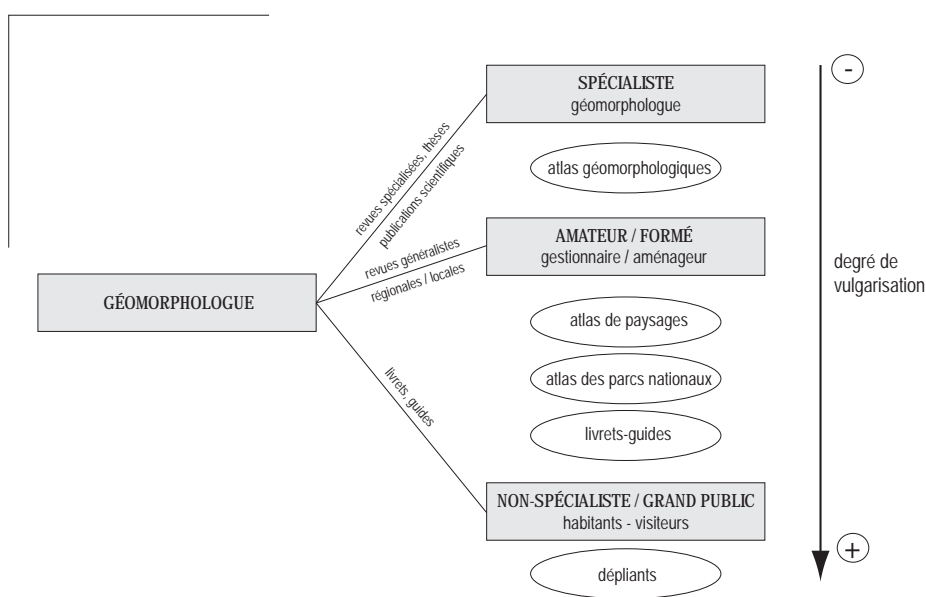 SPÉCIALISTE
géomorphologue
-
revues spécialisées, thèses
publications scientifiques
atlas géomorphologiques
AMATEUR / FORMÉ
gestionnaire / aménageur
revues généralistes
régionales / locales
degré de
vulgarisation
GÉOMORPHOLOGUE
atlas de paysages
atlas des parcs nationaux
livrets, guides
livrets-guides
NON-SPÉCIALISTE / GRAND PUBLIC
habitants - visiteurs
+
dépliants